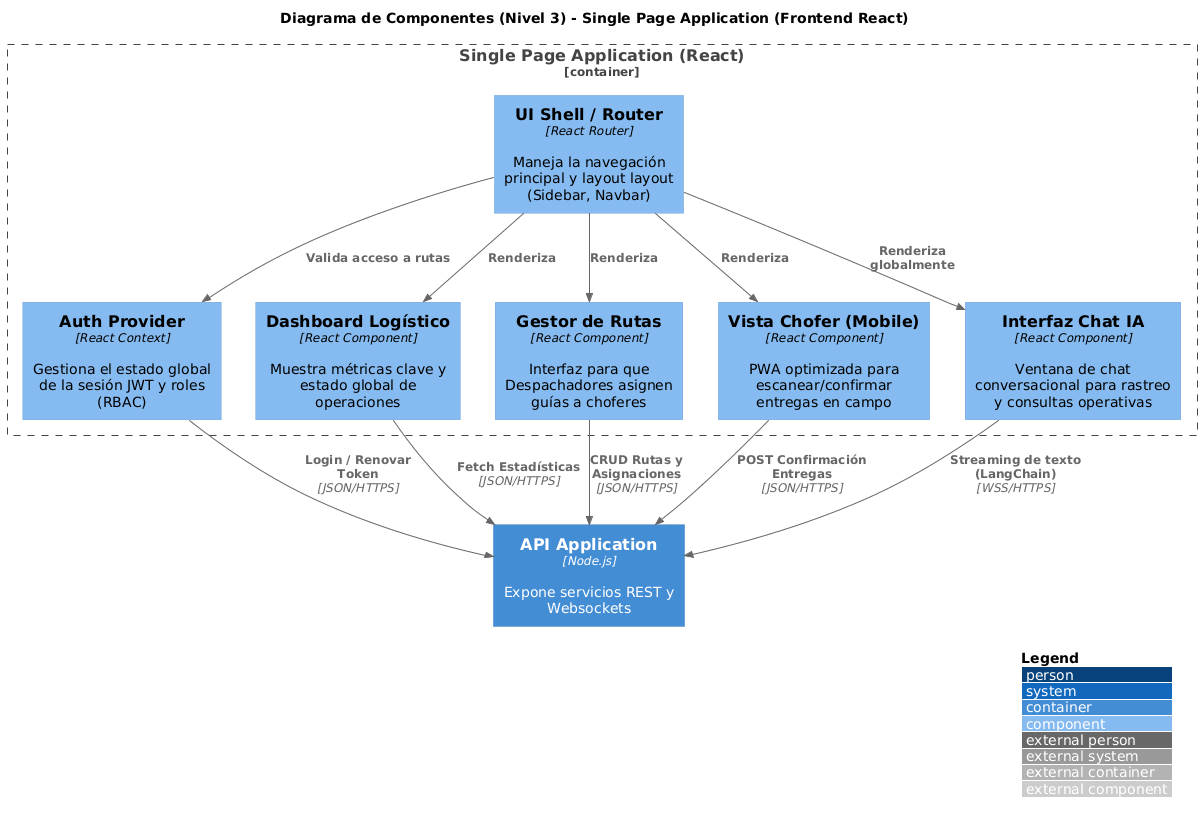 Diagrama de Componentes (Nivel 3) - Single Page Application (Frontend React)
Single Page Application (React)
[container]
UI Shell / Router
[React Router]
Maneja la navegación
principal y layout layout
(Sidebar, Navbar)
Valida acceso a rutas
Renderiza
Renderiza
Renderiza
Renderiza
globalmente
Auth Provider
[React Context]
Gestiona el estado global
de la sesión JWT y roles
(RBAC)
Dashboard Logístico
[React Component]
Muestra métricas clave y
estado global de
operaciones
Gestor de Rutas
[React Component]
Interfaz para que
Despachadores asignen
guías a choferes
Vista Chofer (Mobile)
[React Component]
PWA optimizada para
escanear/confirmar
entregas en campo
Interfaz Chat IA
[React Component]
Ventana de chat
conversacional para rastreo
y consultas operativas
Login / Renovar
Token
[JSON/HTTPS]
Fetch Estadísticas
[JSON/HTTPS]
CRUD Rutas y
Asignaciones
[JSON/HTTPS]
POST Confirmación
Entregas
[JSON/HTTPS]
Streaming de texto
(LangChain)
[WSS/HTTPS]
API Application
[Node.js]
Expone servicios REST y
Websockets
Legend
person
system
container
component
external person
external system
external container
external component